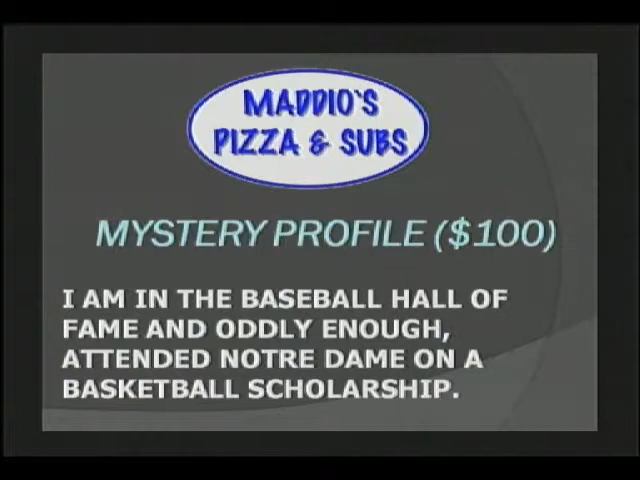 MADDIO'S
PIZZA & SUBS
MYSTERY PROFILE ($100)
I AM IN THE BASEBALL HALL OF
FAME AND ODDLY ENOUGH,
ATTENDED NOTRE DAME ON A
BASKETBALL SCHOLARSHIP.